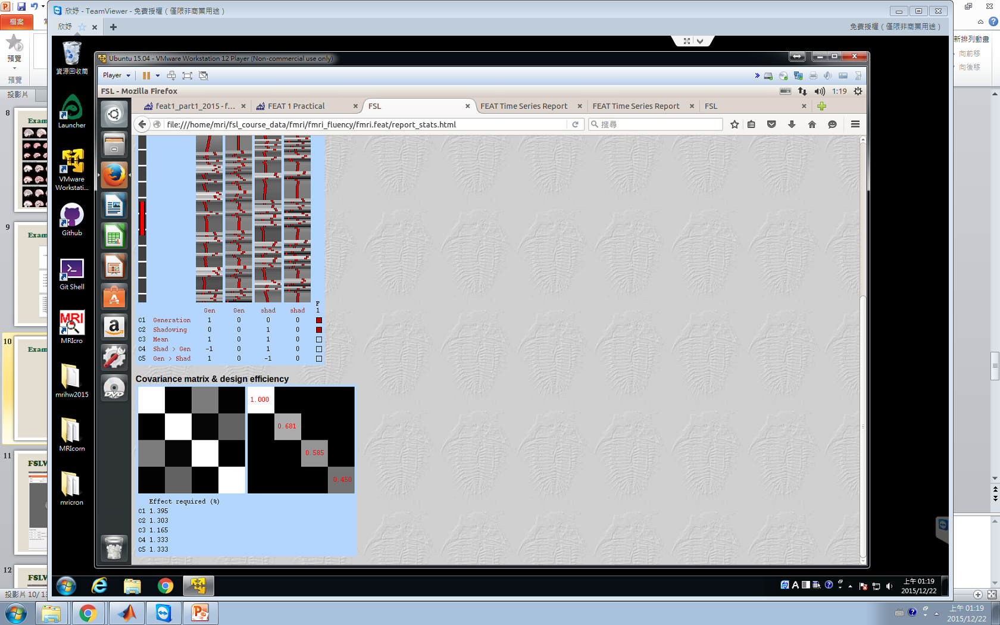 欣妤 - TeamViewer - 免費授權 ( 僅限非商業用途 )
檔案
欣妤
免費授權 ( 僅限非商業用途 )
預覽
預覽
投影片
新排列動畫
向前移
向後移
8
Exam
9
Exam
10
Exam
11
FSLV
12
FSLV
投影片 10/ 13
資源回收筒
Launcher
VMware
Workstati...
Github
Git Shell
MRI
MRIcro
mrihw2015
MRIcorn
mricron
Ubuntu 15.04 - VMware Workstation 12 Player (Non-commercial use only)
Player
FSL - Mozilla Firefox
1:19
feat1_part1_2015 - f...
FEAT 1 Practical
FSL
FEAT Time Series Report
FEAT Time Series Report
FSL
file:///home/mri/fsl_course_data/fmri/fmri_fluency/fmri.feat/report_stats.html
搜尋
F
Gen Gen shad shad 1
C1 Generation 1 0 0 0
C2 Shadowing 0 0 1 0
C3 Mean 1 0 1 0
C4 Shad > Gen -1 0 1 0
C5 Gen > Shad 1 0 -1 0
Covariance matrix & design efficiency
1.000
0.681
0.585
0.450
Effect required (%)
C1 1.395
C2 1.303
C3 1.165
C4 1.333
C5 1.333
DVD
上午 01:19
2015/12/22
上午 01:19
2015/12/22